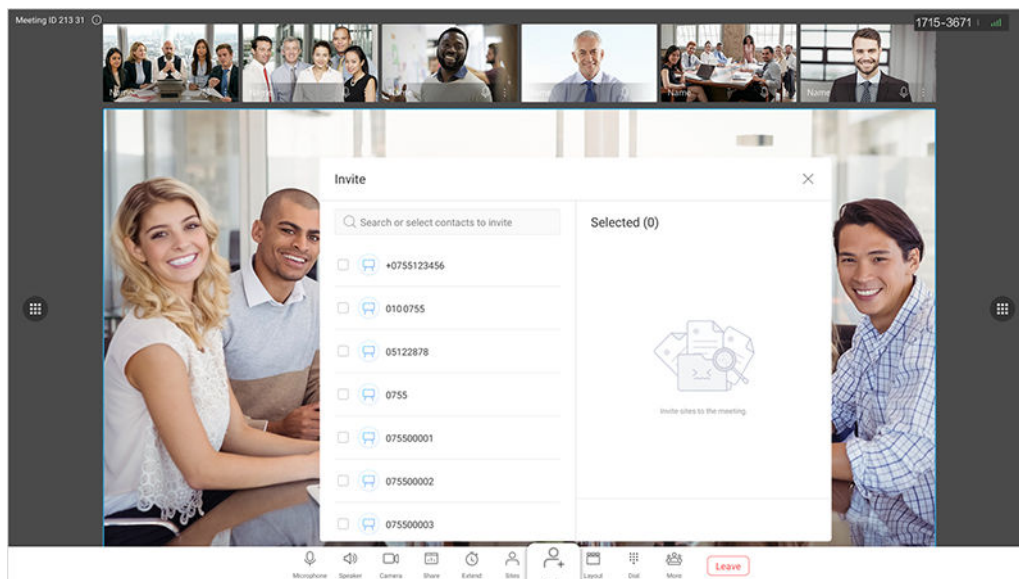 Meeting ID 213 31
1715-3671
Name
Name
Name
Name
Name
Invite
Search or select contacts to invite
+0755123456
010 0755
05122878
0755
075500001
075500002
075500003
Selected (0)
Invite sites to the meeting.
Microphone
Speaker
Camera
Share
Extend
Sites
Layout
Dial
More
Leave